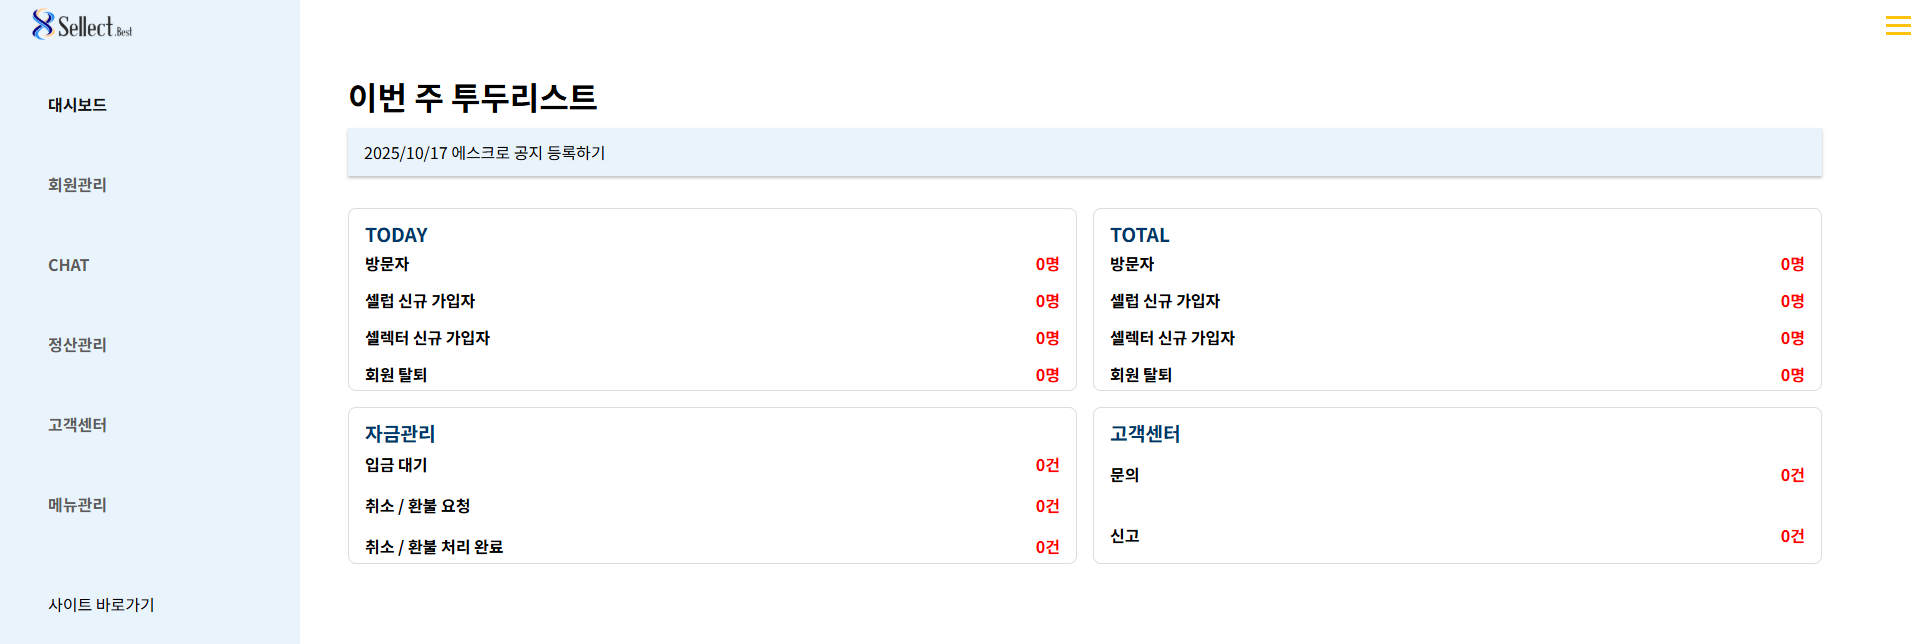 Sellect.Best
대시보드
회원관리
CHAT
정산관리
고객센터
메뉴관리
사이트 바로가기
이번 주 투두리스트
2025/10/17 에스크로 공지 등록하기
TODAY
방문자 0명
셀럽 신규 가입자 0명
셀렉터 신규 가입자 0명
회원 탈퇴 0명
TOTAL
방문자 0명
셀럽 신규 가입자 0명
셀렉터 신규 가입자 0명
회원 탈퇴 0명
자금관리
입금 대기 0건
취소 / 환불 요청 0건
취소 / 환불 처리 완료 0건
고객센터
문의 0건
신고 0건